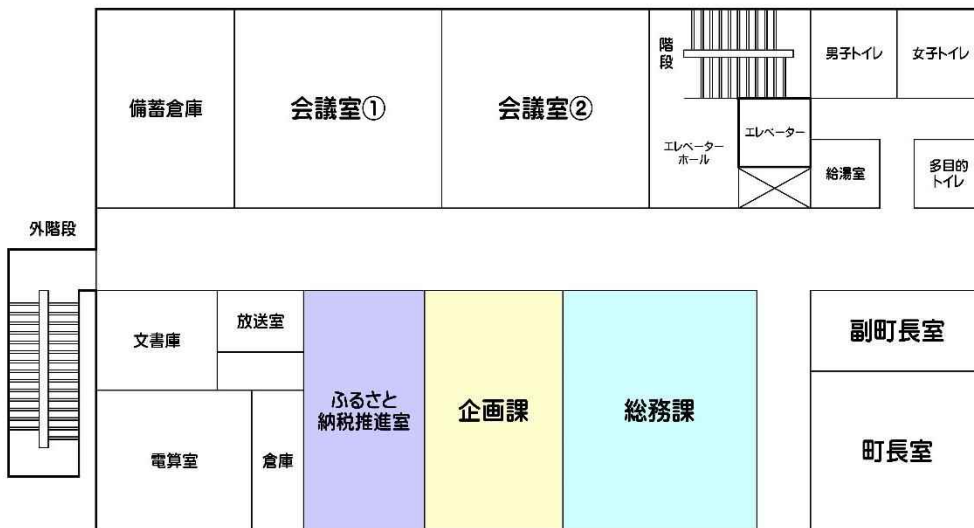 備蓄倉庫
会議室①
会議室②
階段
男子トイレ
女子トイレ
エレベーター
ホール
エレベーター
給湯室
多目的
トイレ
外階段
文書庫
放送室
ふるさと
納税推進室
企画課
総務課
副町長室
電算室
倉庫
町長室